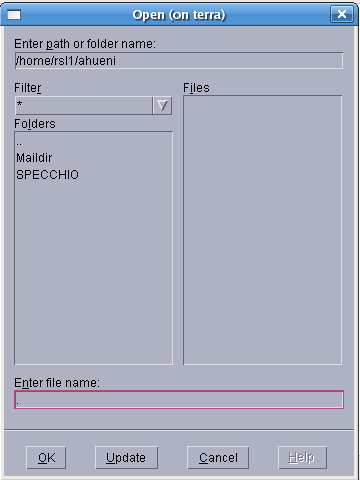 Open (on terra)
Enter path or folder name:
/home/rsl1/ahueni
Filter
Files
*
Folders
..
Maildir
SPECCHIO
Enter file name:
.
OK
Update
Cancel
Help